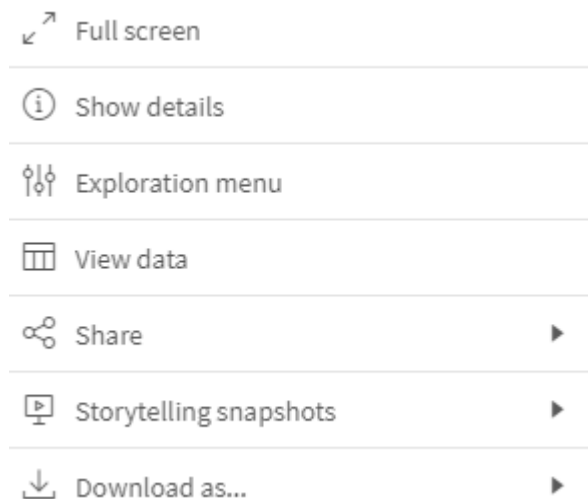 Full screen
Show details
Exploration menu
View data
Share
Storytelling snapshots
Download as...